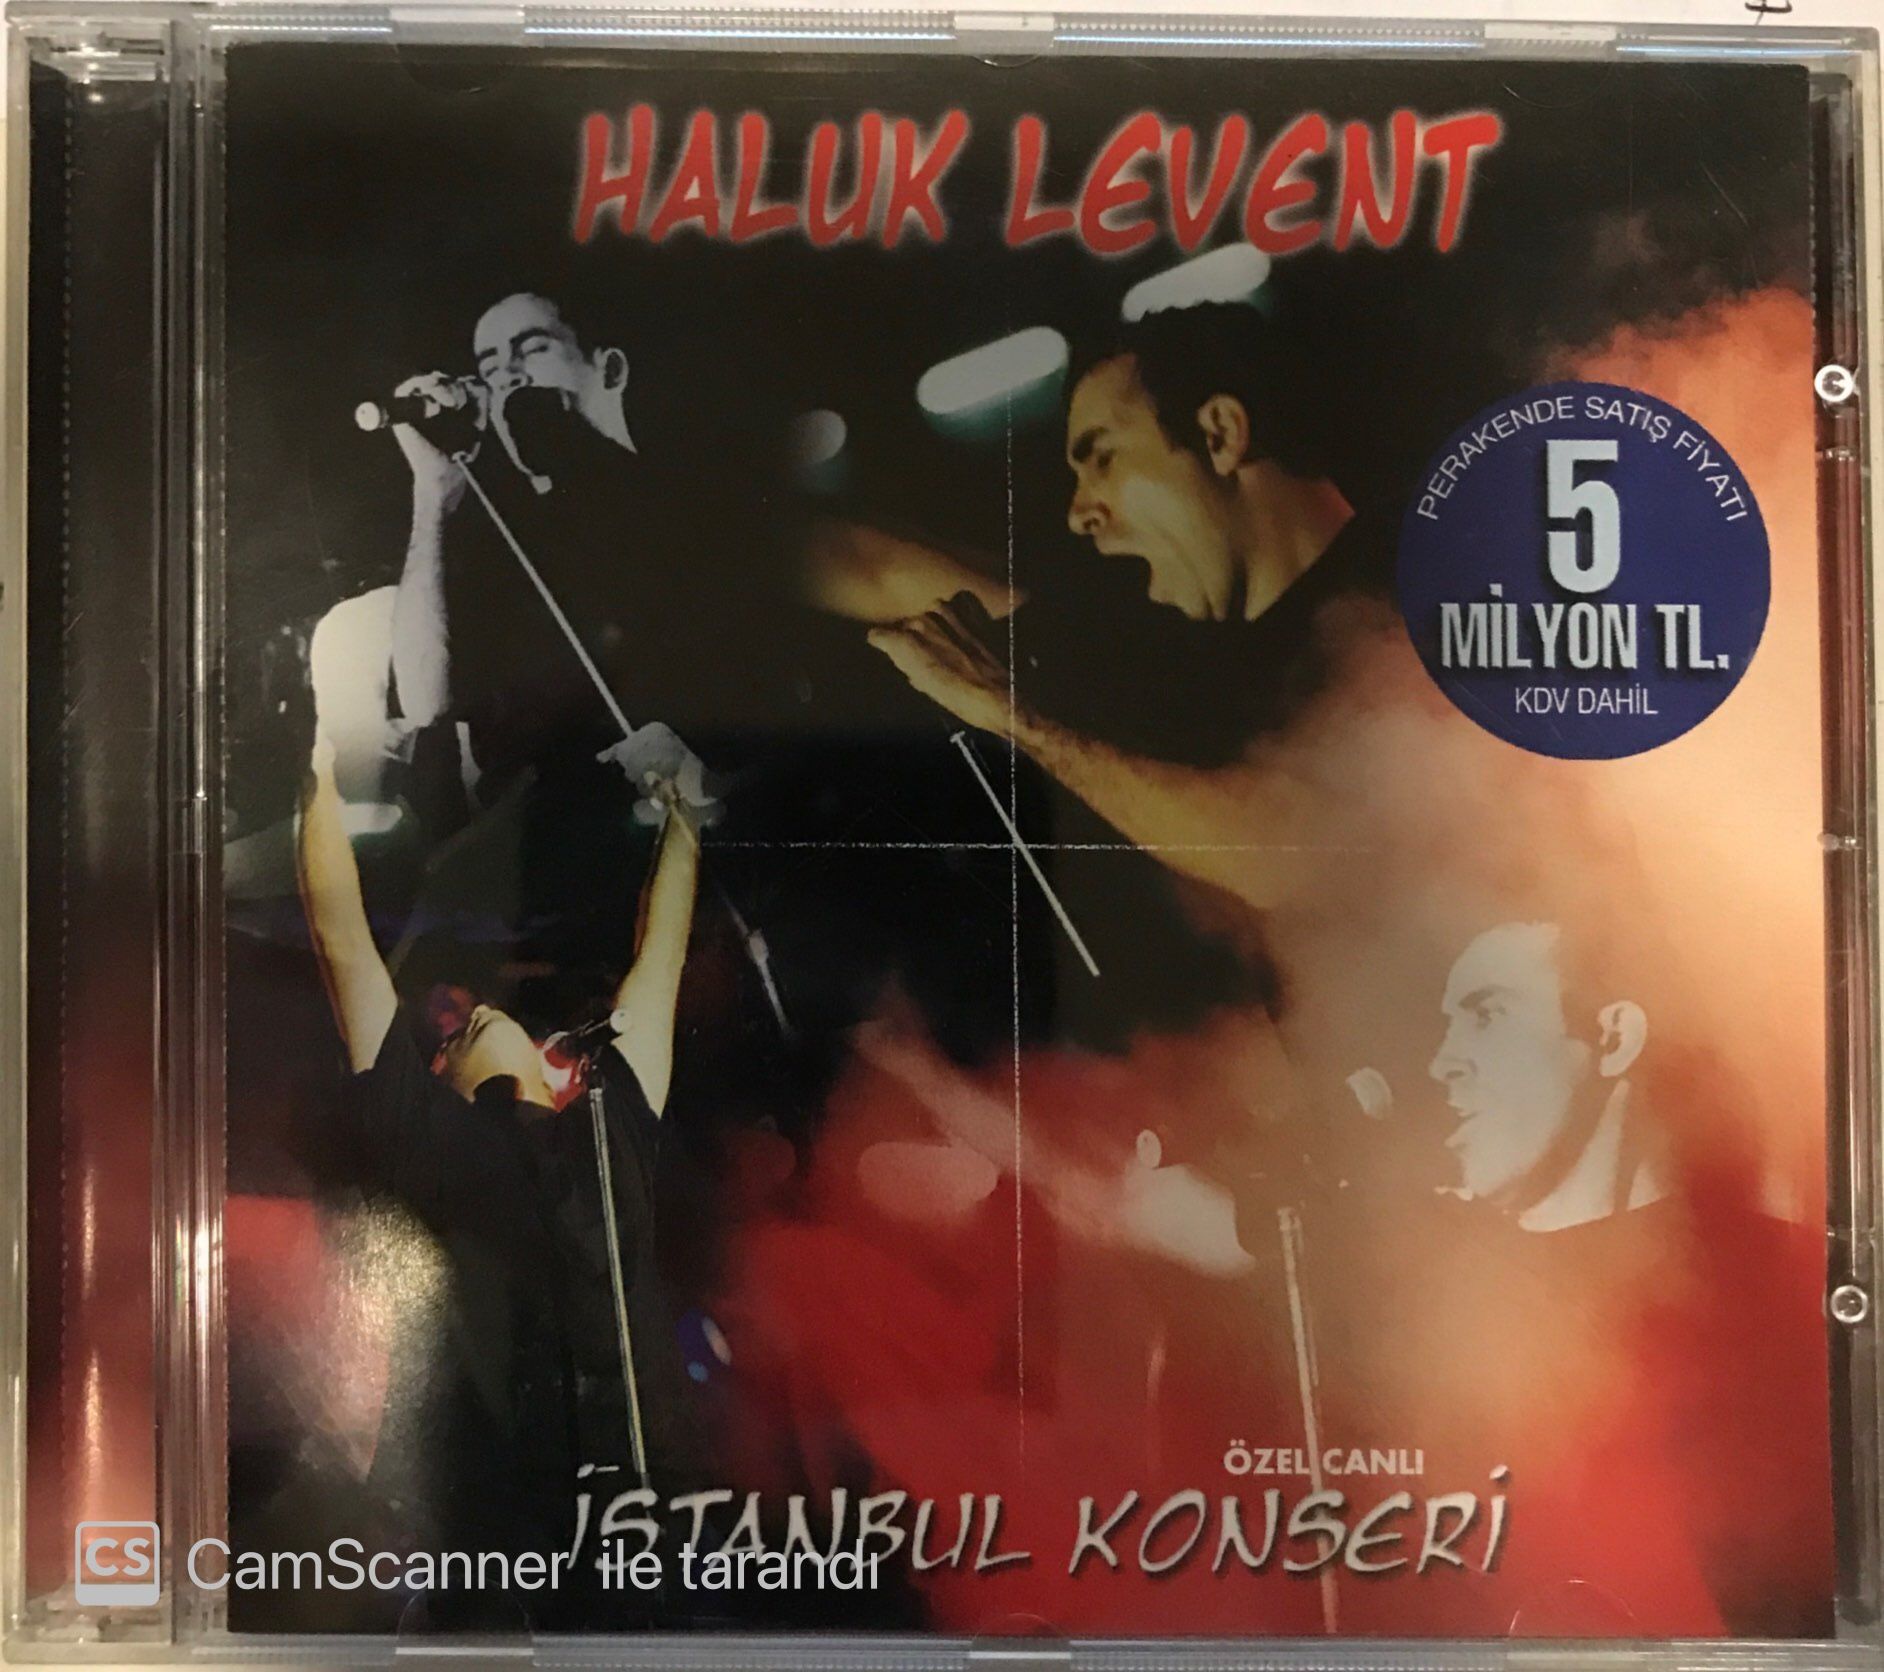 HALUK LEVENT
PERAKENDE SATIŞ FİYATI
5
MİLYON TL.
KDV DAHİL
ÖZEL CANLI
İSTANBUL KONSERİ
CS CamScanner ile tarandı